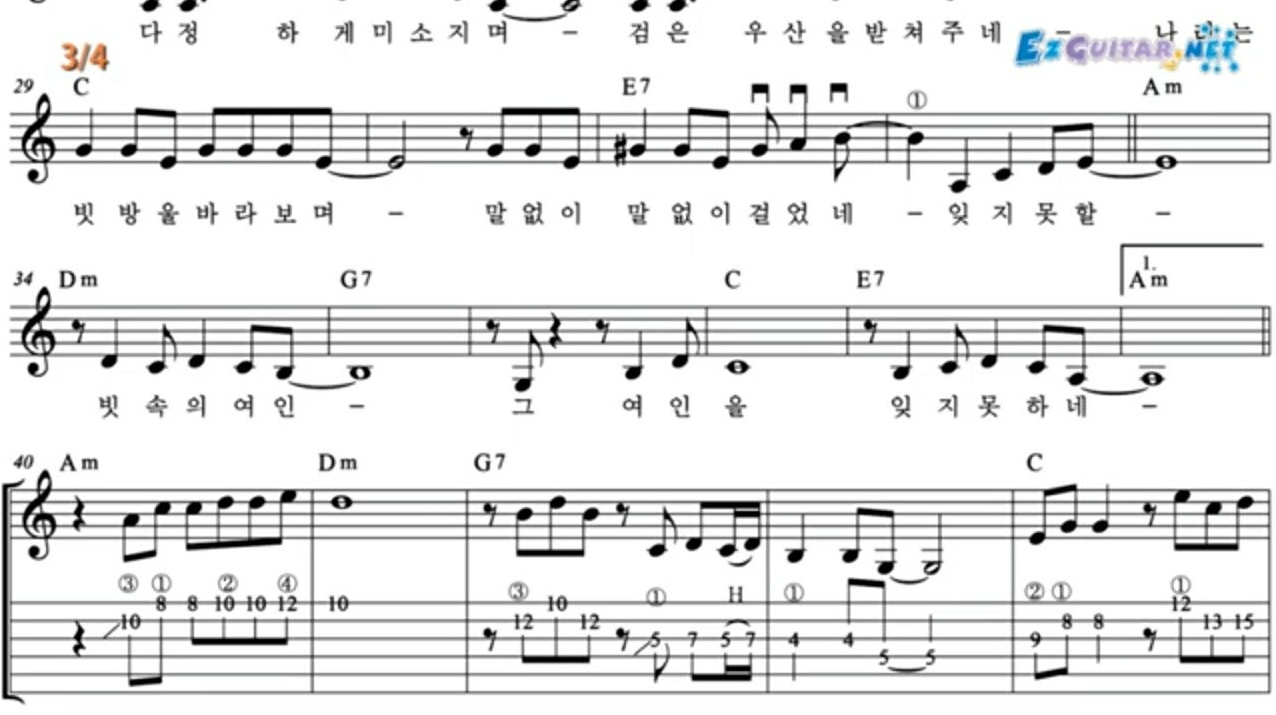 다정 하 게미소지며 – 검은 우산을받쳐주네 – 나리는
EZGUITAR.NET
3/4
29 C E7 ① Am
빗방울바라보며 – 말없이 말없이걸었네 – 잊지못할 –
34 Dm G7 C E7 1. Am
빗속의여인 – 그 여인을 잊지못하네 –
40 Am Dm G7 C
③ ① ② ④ ③ ① H ① ② ① ①
8 8 10 10 12 10 12
10 12 10 12 8 8 13 15
5 7 5 7 4 4 9
5 5